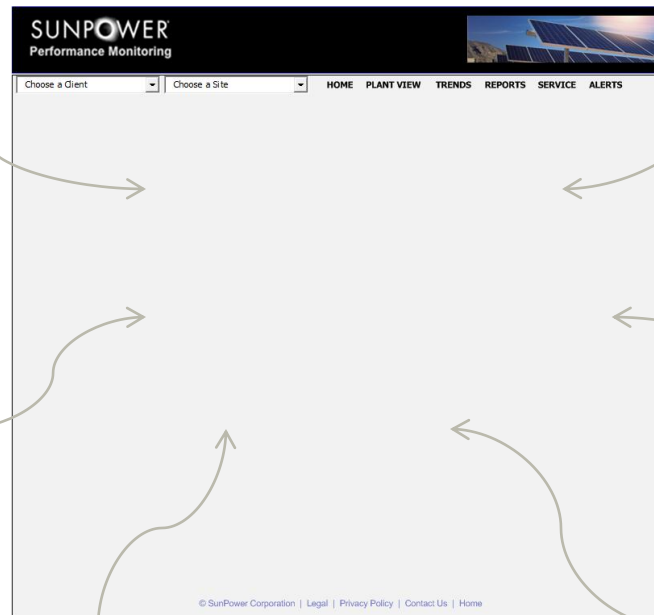 SUNPOWER
Performance Monitoring
Choose a Client Choose a Site HOME PLANT VIEW TRENDS REPORTS SERVICE ALERTS
© SunPower Corporation | Legal | Privacy Policy | Contact Us | Home